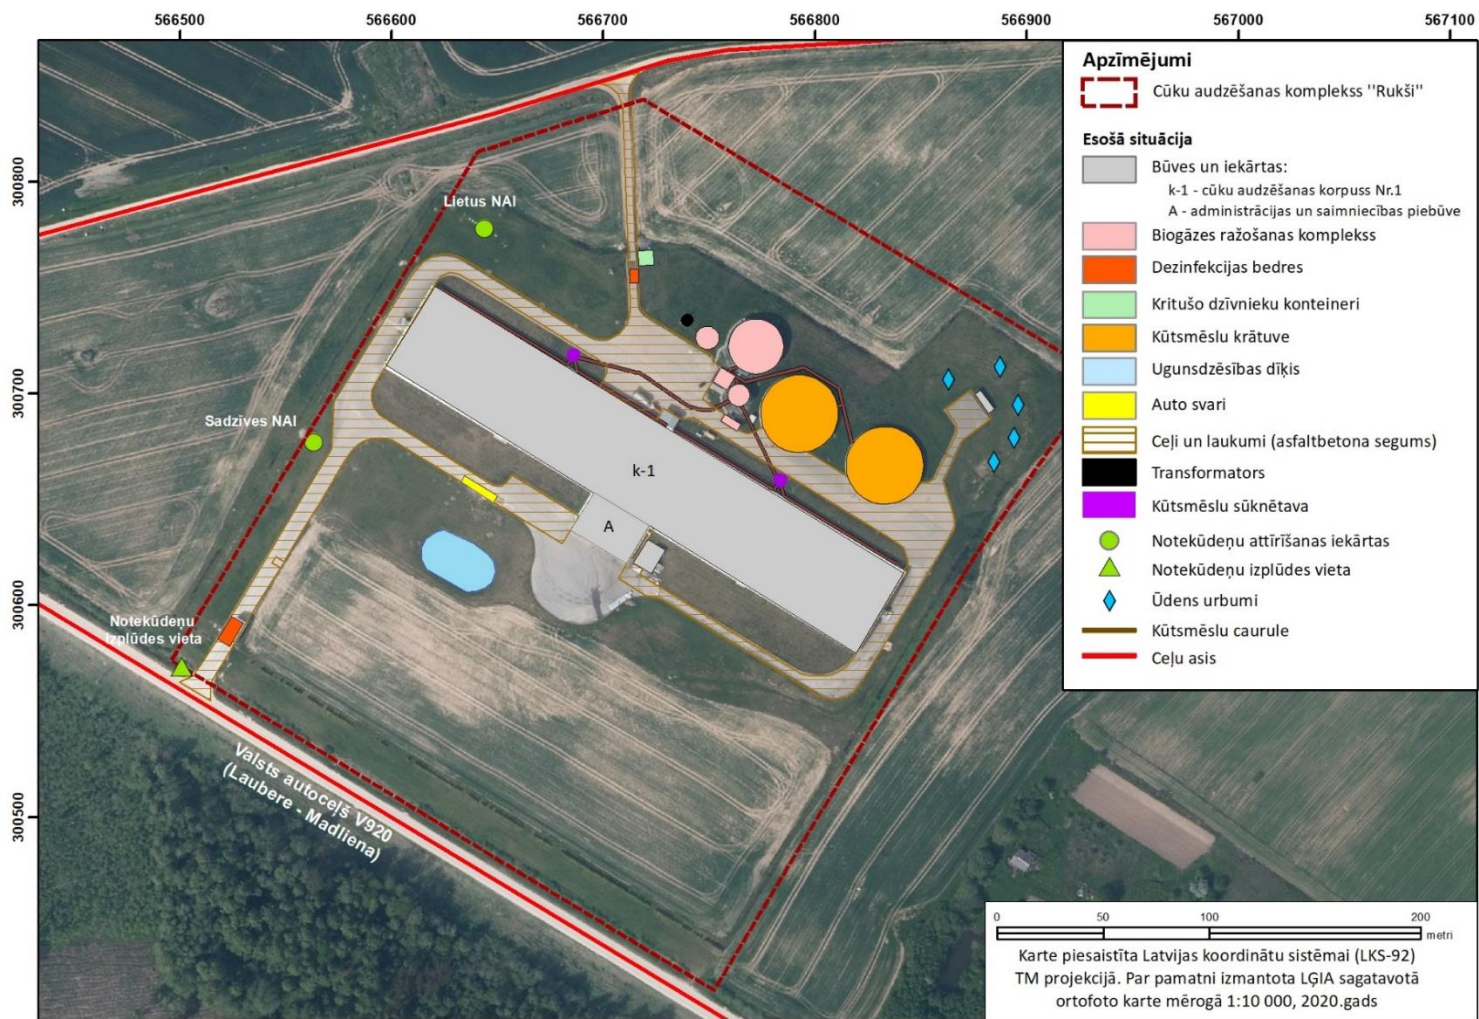 566500
566600
566700
566800
566900
567000
567100
300800
300700
300600
300500
Lietus NAI
Sadzīves NAI
k-1
A
Notekūdeņu
izplūdes vieta
Valsts autoceļš V920
(Laubere - Madliena)
Apzīmējumi
Cūku audzēšanas komplekss "Rukši"
Esošā situācija
Būves un iekārtas:
k-1 - cūku audzēšanas korpuss Nr.1
A - administrācijas un saimniecības piebūve
Biogāzes ražošanas komplekss
Dezinfekcijas bedres
Kritušo dzīvnieku konteineri
Kūtsmēslu krātuve
Ugunsdzēsības dīķis
Auto svari
Ceļi un laukumi (asfaltbetona segums)
Transformators
Kūtsmēslu sūknētava
Notekūdeņu attīrīšanas iekārtas
Notekūdeņu izplūdes vieta
Ūdens urbumi
Kūtsmēslu caurule
Ceļu asis
0 50 100 200
metri
Karte piesaistīta Latvijas koordinātu sistēmai (LKS-92)
TM projekcijā. Par pamatni izmantota LĢIA sagatavotā
ortofoto karte mērogā 1:10 000, 2020.gads